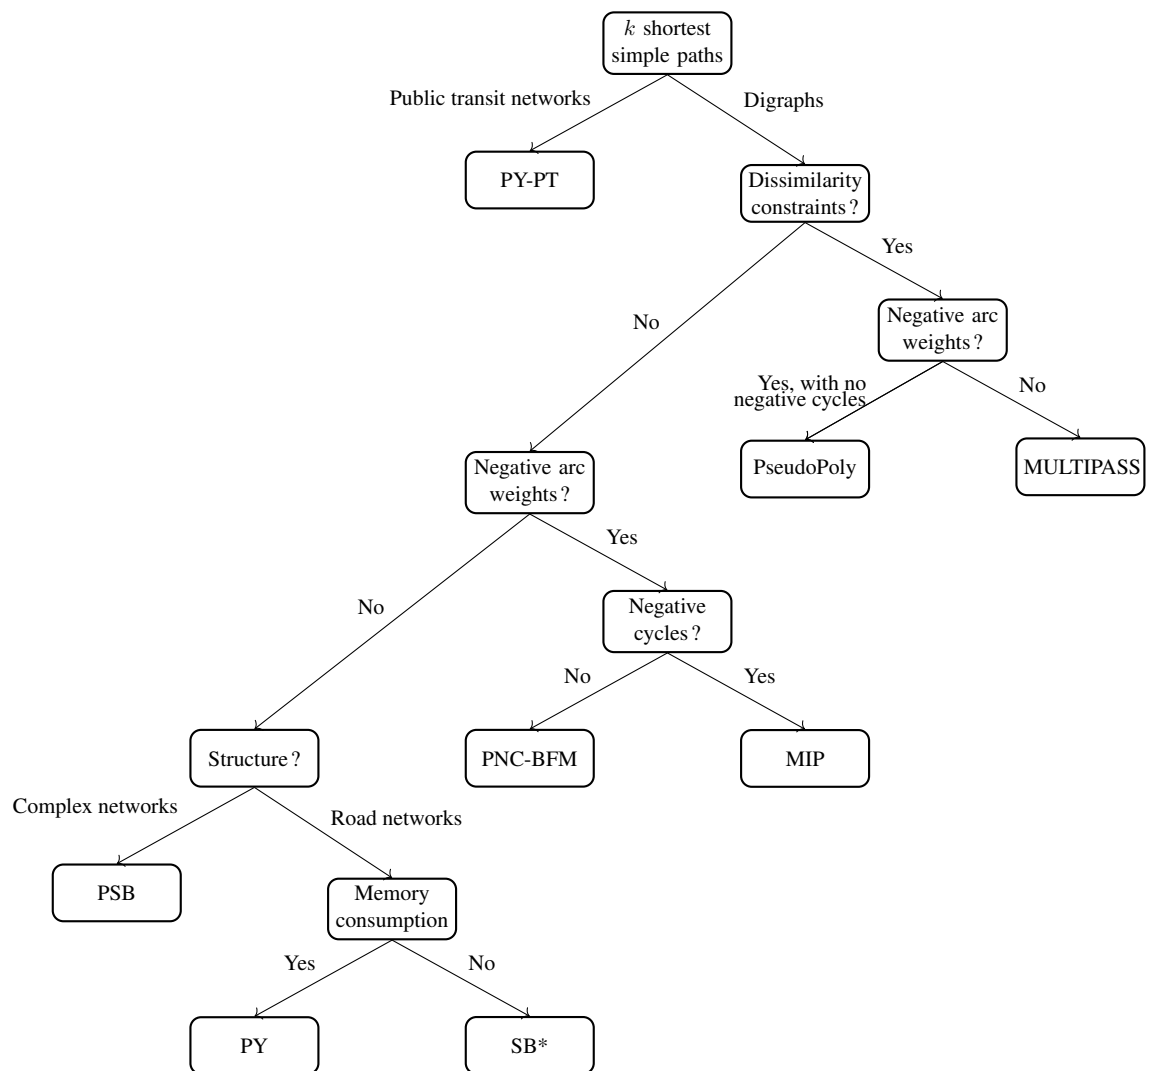 k shortest
simple paths
Public transit networks
Digraphs
PY-PT
Dissimilarity
constraints ?
Yes
No
Negative arc
weights ?
Yes, with no
negative cycles
No
PseudoPoly
MULTIPASS
Negative arc
weights ?
Yes
No
Negative
cycles ?
No
Yes
Structure ?
PNC-BFM
MIP
Complex networks
Road networks
PSB
Memory
consumption
Yes
No
PY
SB*